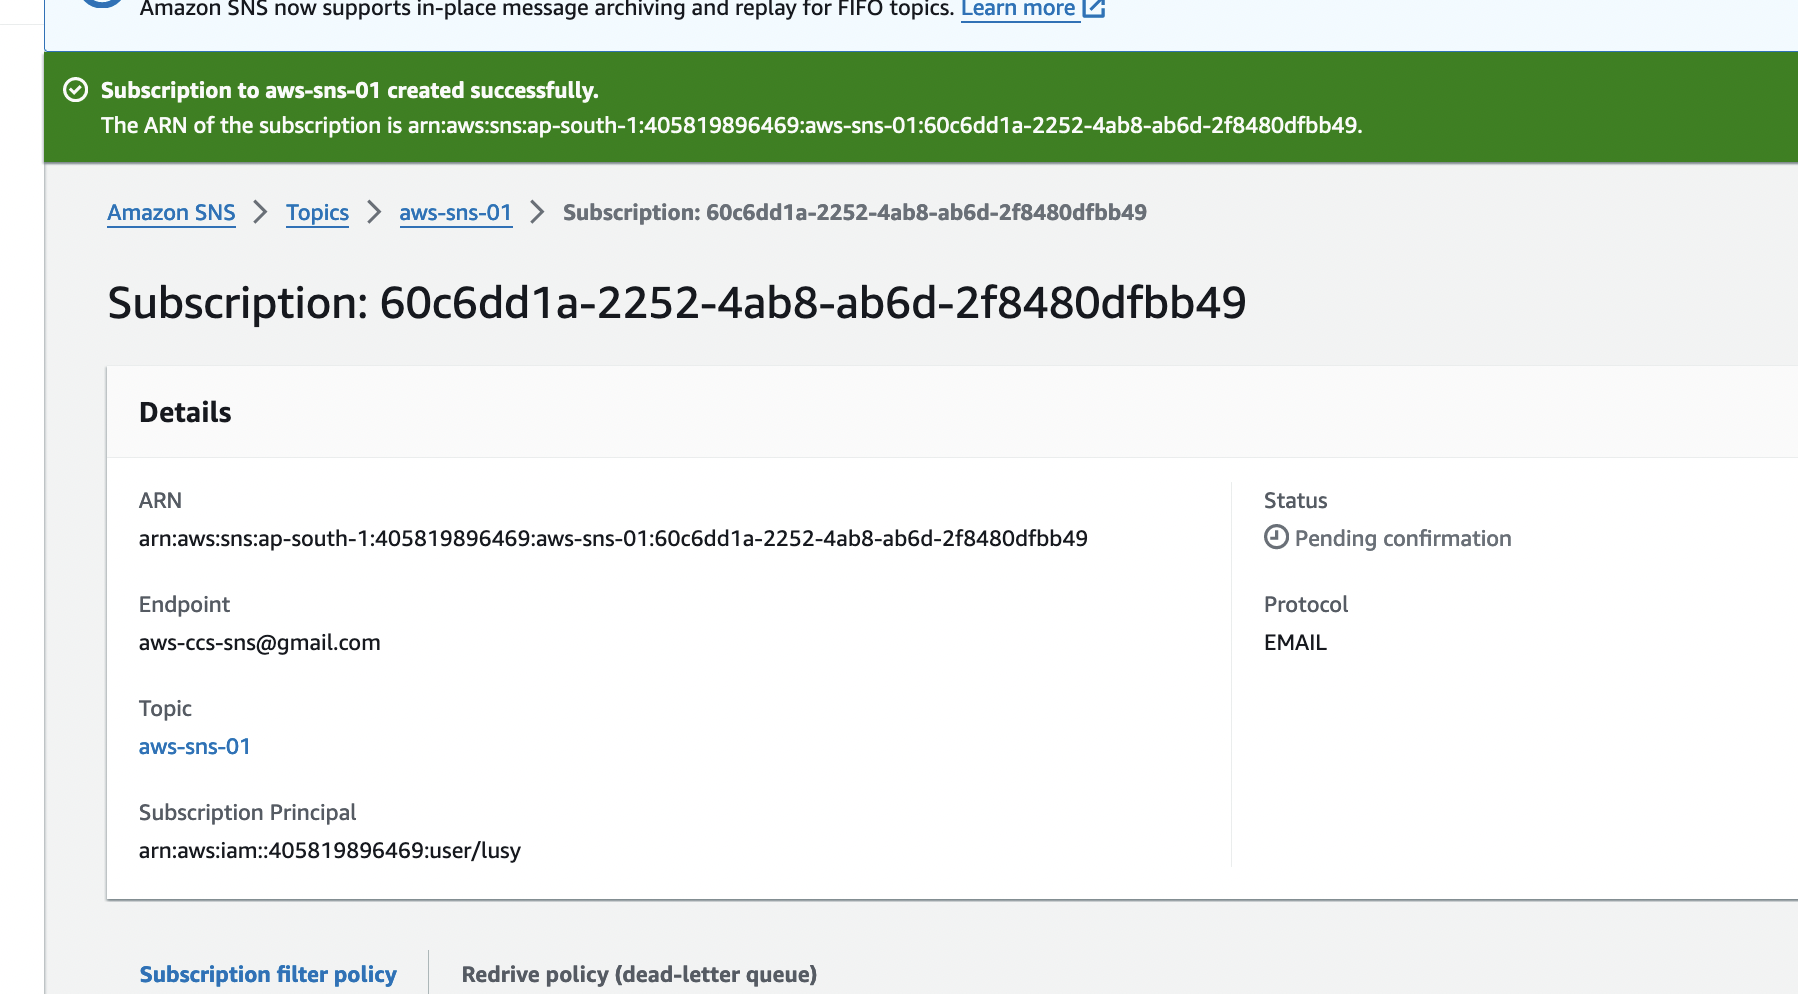 Amazon SNS now supports in-place message archiving and replay for FIFO topics. Learn more
Subscription to aws-sns-01 created successfully.
The ARN of the subscription is arn:aws:sns:ap-south-1:405819896469:aws-sns-01:60c6dd1a-2252-4ab8-ab6d-2f8480dfbb49.
Amazon SNS > Topics > aws-sns-01 > Subscription: 60c6dd1a-2252-4ab8-ab6d-2f8480dfbb49
Subscription: 60c6dd1a-2252-4ab8-ab6d-2f8480dfbb49
Details
ARN
arn:aws:sns:ap-south-1:405819896469:aws-sns-01:60c6dd1a-2252-4ab8-ab6d-2f8480dfbb49
Endpoint
aws-ccs-sns@gmail.com
Topic
aws-sns-01
Subscription Principal
arn:aws:iam::405819896469:user/lusy
Status
Pending confirmation
Protocol
EMAIL
Subscription filter policy
Redrive policy (dead-letter queue)